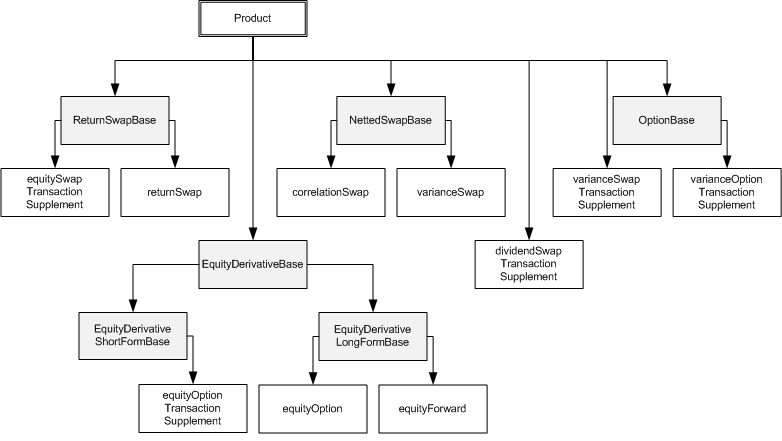 Product
ReturnSwapBase
NettedSwapBase
OptionBase
equitySwap
Transaction
Supplement
returnSwap
correlationSwap
varianceSwap
varianceSwap
Transaction
Supplement
varianceOption
Transaction
Supplement
EquityDerivativeBase
dividendSwap
Transaction
Supplement
EquityDerivative
ShortFormBase
EquityDerivative
LongFormBase
equityOption
Transaction
Supplement
equityOption
equityForward